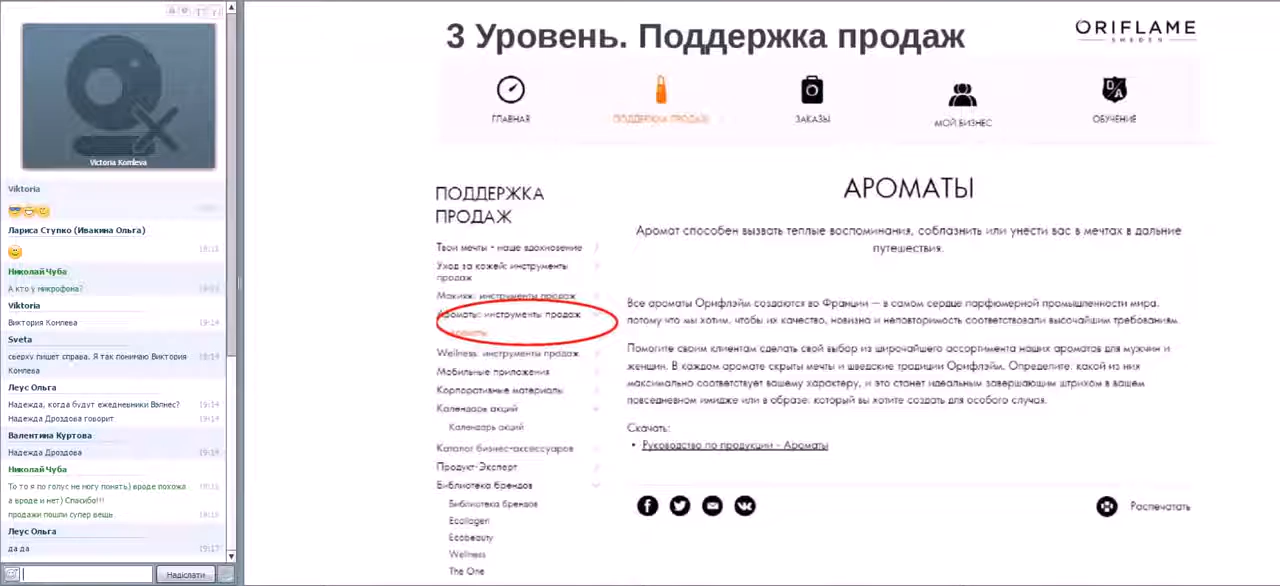 Victoria Komleva
Viktoria
Лариса Ступко (Ивакина Ольга)
Николай Чуба
А кто у микрофона?
Viktoria
Виктория Комлева
19:14
Sveta
сверху пишет справа. Я так понимаю Виктория
Комлева
Леус Ольга
Надежда, когда будут ежедневники Вэлнес?
19:14
Надежда Дроздова говорит
19:14
Валентина Куртова
Надежда Дроздова
Николай Чуба
То то я по голус не могу понять) вроде похожа
а вроде и нет) Спасибо!!!
продажи пошли супер вещь
Леус Ольга
да да
19:17
Надіслати
3 Уровень. Поддержка продаж
ORIFLAME
SWEDEN
ГЛАВНАЯ
ПОДДЕРЖКА ПРОДАЖ
ЗАКАЗЫ
МОЙ БИЗНЕС
ОБУЧЕНИЕ
ПОДДЕРЖКА
ПРОДАЖ
Твои мечты - наше вдохновение
Уход за кожей: инструменты
продаж
Макияж: инструменты продаж
Ароматы: инструменты продаж
Wellness: инструменты продаж
Мобильные приложения
Корпоративные материалы
Календарь акций
Календарь акций
Каталог бизнес-аксессуаров
Продукт-Эксперт
Библиотека брендов
Библиотека брендов
Ecollagen
Ecobeauty
Wellness
The One
АРОМАТЫ
Аромат способен вызвать теплые воспоминания, соблазнить или унести вас в мечтах в дальние
путешествия.
Все ароматы Орифлэйм создаются во Франции — в самом сердце парфюмерной промышленности мира,
потому что мы хотим, чтобы их качество, новизна и неповторимость соответствовали высочайшим требованиям.
Помогите своим клиентам сделать свой выбор из широчайшего ассортимента наших ароматов для мужчин и
женщин. В каждом аромате скрыты мечты и шведские традиции Орифлэйм. Определите, какой из них
максимально соответствует вашему характеру, и это станет идеальным завершающим штрихом в вашем
повседневном имидже или в образе, который вы хотите создать для особого случая.
Скачать:
• Руководство по продукции - Ароматы
Распечатать